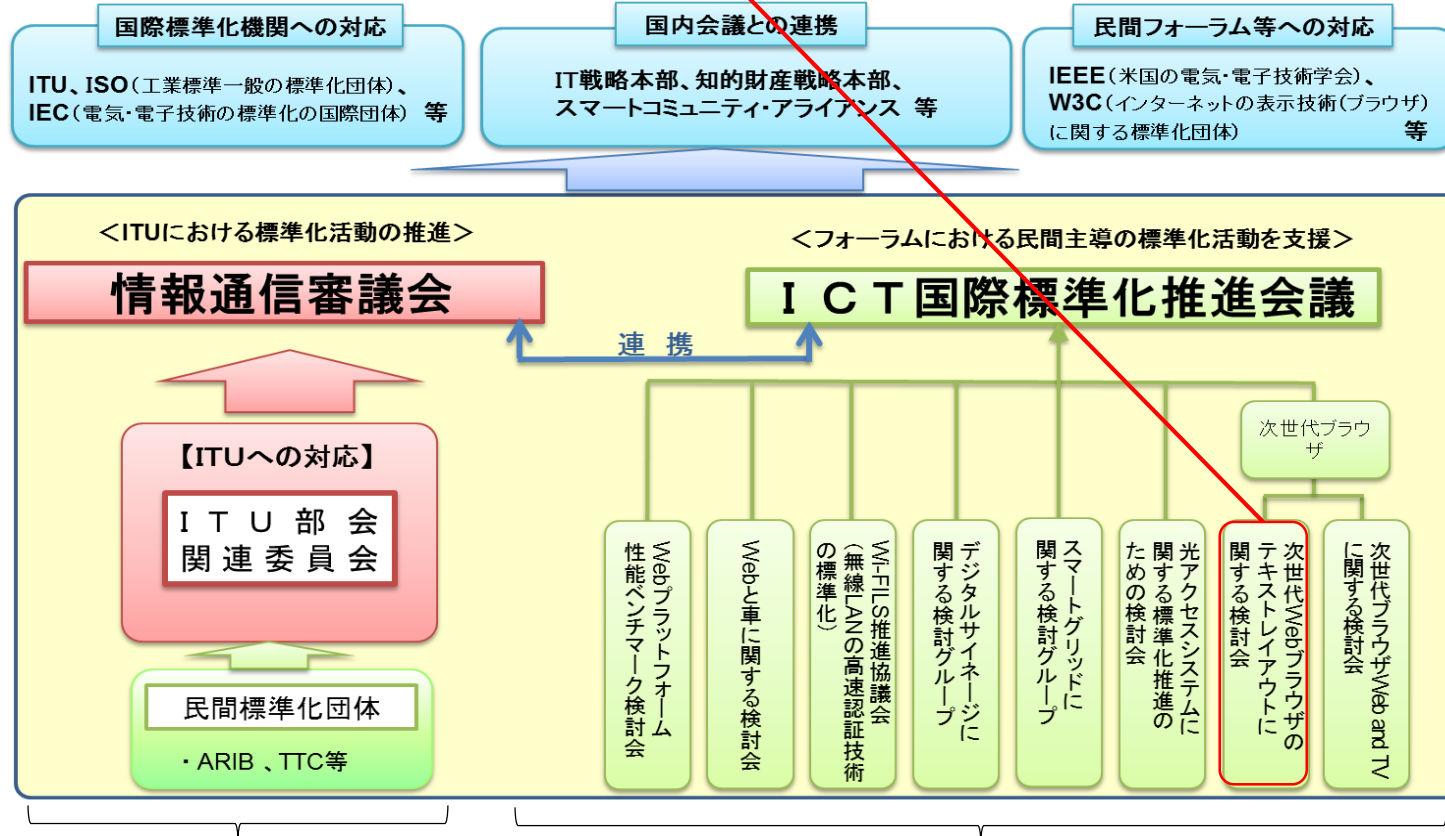 国際標準化機関への対応
ITU、ISO(工業標準一般の標準化団体)、
IEC(電気・電子技術の標準化の国際団体) 等
国内会議との連携
IT戦略本部、知的財産戦略本部、
スマートコミュニティ・アライアンス 等
民間フォーラム等への対応
IEEE(米国の電気・電子技術学会)、
W3C(インターネットの表示技術(ブラウザ)
に関する標準化団体) 等
＜ITUにおける標準化活動の推進＞
情報通信審議会
＜フォーラムにおける民間主導の標準化活動を支援＞
ＩＣＴ国際標準化推進会議
連 携
【ITUへの対応】
ＩＴＵ部会
関連委員会
民間標準化団体
・ARIB 、TTC等
次世代ブラウ
ザ
Webプラットフォーム
性能ベンチマーク検討会
Webと車に関する検討会
Wi-FILS推進協議会
(無線LANの高速認証技術
の標準化)
デジタルサイネージに
関する検討グループ
スマートグリッドに
関する検討グループ
光アクセスシステムに
関する標準化推進の
ための検討会
次世代Webブラウザの
テキストレイアウトに
関する検討会
次世代ブラウザWeb and TV
に関する検討会